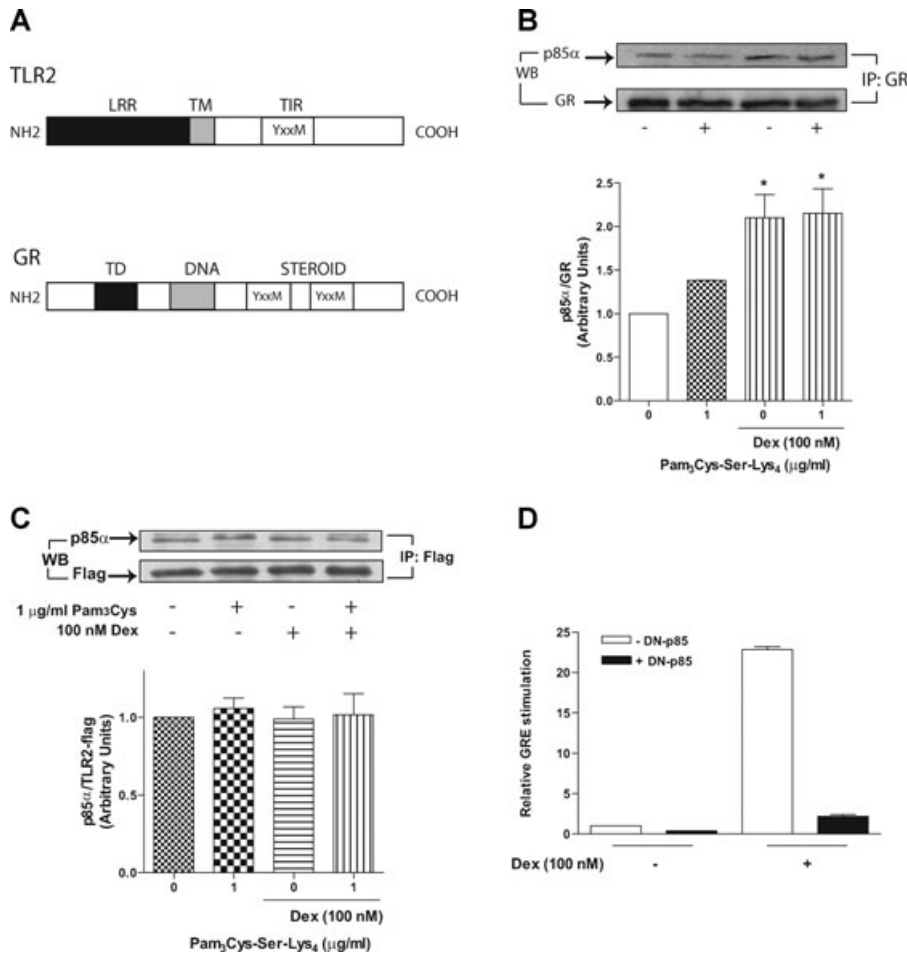 A
TLR2
LRR TM TIR
NH2 YxxM COOH
GR
TD DNA STEROID
NH2 YxxM YxxM COOH
B
p85α
WB
GR
IP: GR
- + - +
2.5
2.0
1.5
1.0
0.5
0.0
p85α/GR
(Arbitrary Units)
0 1 0 1
Dex (100 nM)
Pam3Cys-Ser-Lys4 (μg/ml)
C
p85α
WB
Flag
IP: Flag
1 μg/ml Pam3Cys - + - +
100 nM Dex - - + +
1.0
0.5
0.0
p85α/TLR2-flag
(Arbitrary Units)
0 1 0 1
Dex (100 nM)
Pam3Cys-Ser-Lys4 (μg/ml)
D
25
20
15
10
5
0
Relative GRE stimulation
- DN-p85
+ DN-p85
Dex (100 nM) - +